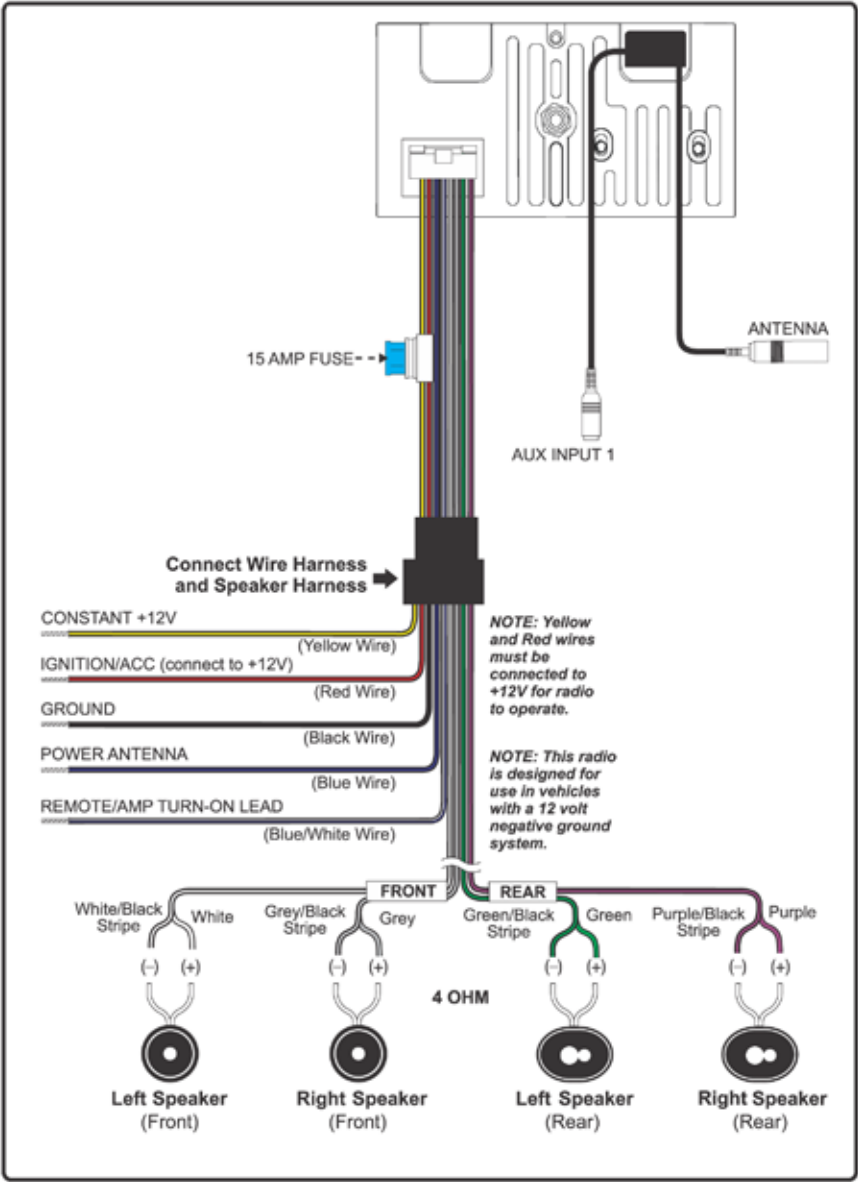 ANTENNA
15 AMP FUSE
AUX INPUT 1
Connect Wire Harness
and Speaker Harness
CONSTANT +12V
(Yellow Wire)
IGNITION/ACC (connect to +12V)
(Red Wire)
GROUND
(Black Wire)
POWER ANTENNA
(Blue Wire)
REMOTE/AMP TURN-ON LEAD
(Blue/White Wire)
NOTE: Yellow
and Red wires
must be
connected to
+12V for radio
to operate.
NOTE: This radio
is designed for
use in vehicles
with a 12 volt
negative ground
system.
FRONT
REAR
White/Black
Stripe
White
Grey/Black
Stripe
Grey
Green/Black
Stripe
Green
Purple/Black
Stripe
Purple
(–) (+)
(–) (+)
(–) (+)
(–) (+)
4 OHM
Left Speaker
(Front)
Right Speaker
(Front)
Left Speaker
(Rear)
Right Speaker
(Rear)